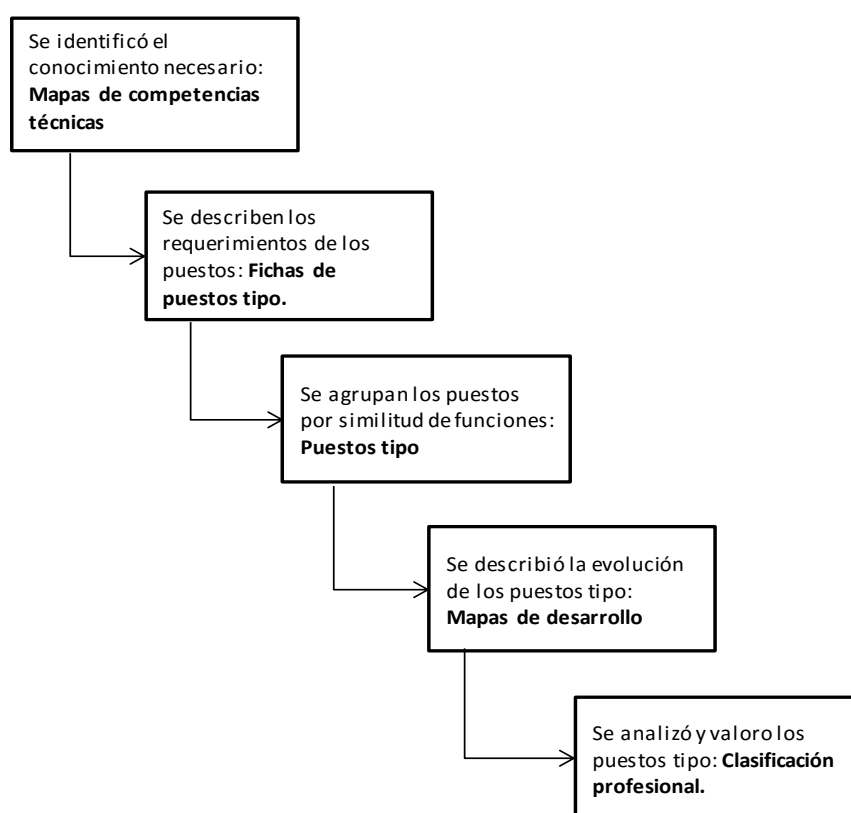 Se identificó el
conocimiento necesario:
Mapas de competencias
técnicas
Se describen los
requerimientos de los
puestos: Fichas de
puestos tipo.
Se agrupan los puestos
por similitud de funciones:
Puestos tipo
Se describió la evolución
de los puestos tipo:
Mapas de desarrollo
Se analizó y valoro los
puestos tipo: Clasificación
profesional.